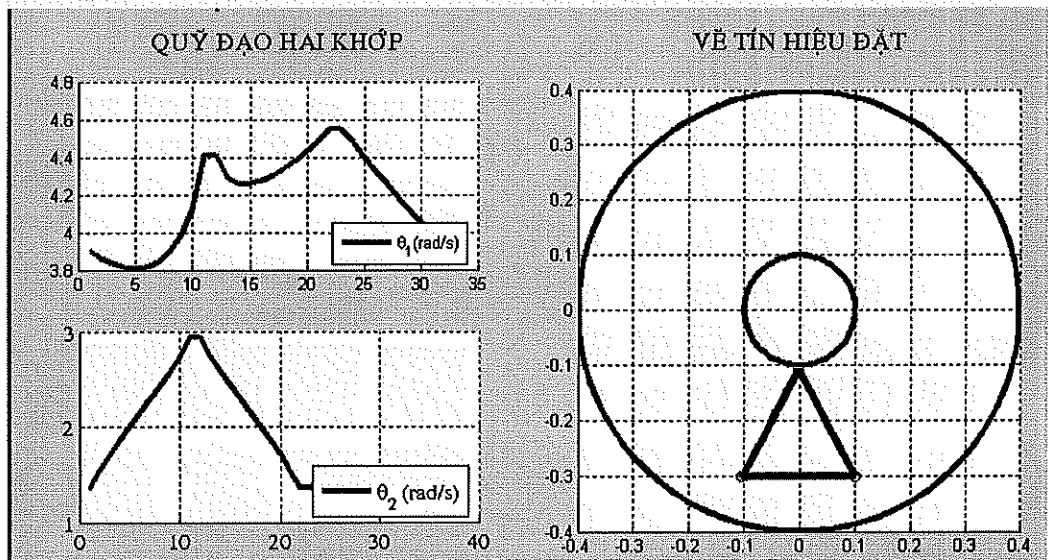 QUỸ ĐẠO HAI KHỚP
4.8
4.6
4.4
4.2
4
3.8
0 5 10 15 20 25 30 35
θ1(rad/s)
3
2
1
0 10 20 30 40
θ2 (rad/s)
VẼ TÍN HIỆU ĐẶT
0.4
0.3
0.2
0.1
0
-0.1
-0.2
-0.3
-0.4
-0.4 -0.3 -0.2 -0.1 0 0.1 0.2 0.3 0.4